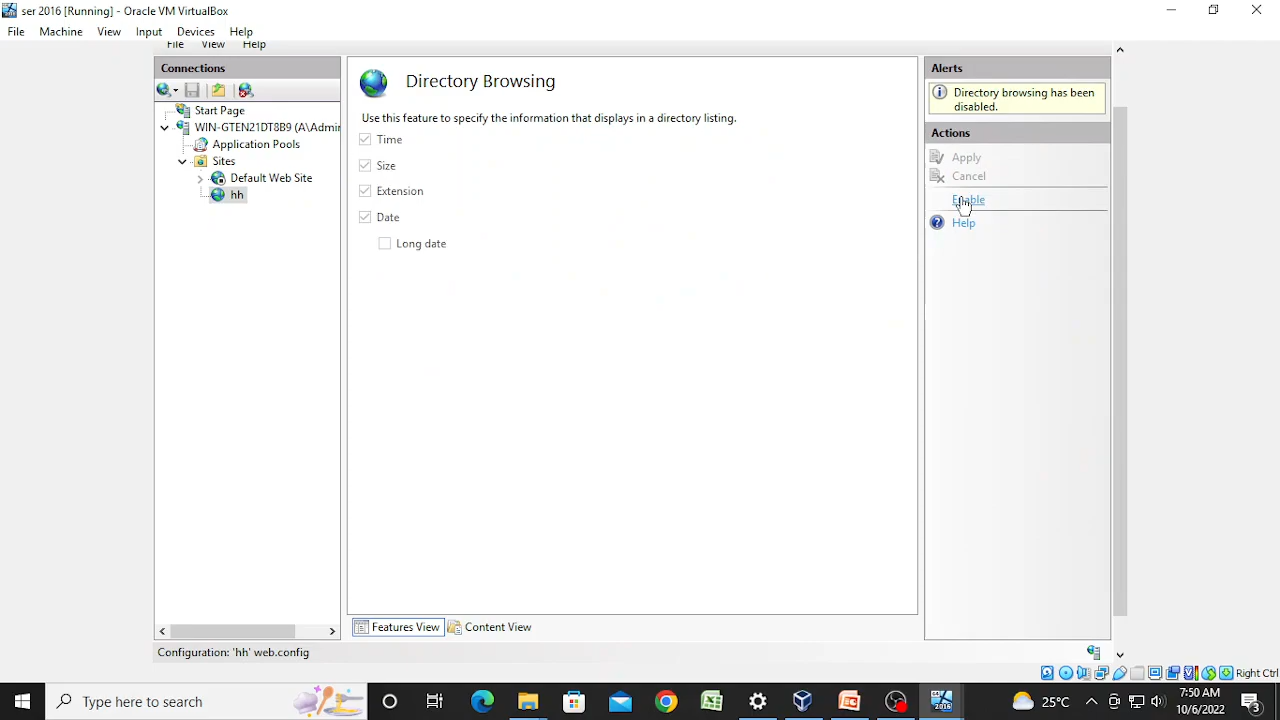 ser 2016 [Running] - Oracle VM VirtualBox
File Machine View Input Devices Help
File View Help
Connections
Start Page
WIN-GTEN21DT8B9 (A\Admin
Application Pools
Sites
Default Web Site
hh
Directory Browsing
Use this feature to specify the information that displays in a directory listing.
Time
Size
Extension
Date
Long date
Features View Content View
Alerts
Directory browsing has been
disabled.
Actions
Apply
Cancel
Enable
Help
Configuration: 'hh' web.config
Right Ctrl
Type here to search
2016
25°C
7:50 AM
10/6/2022
3